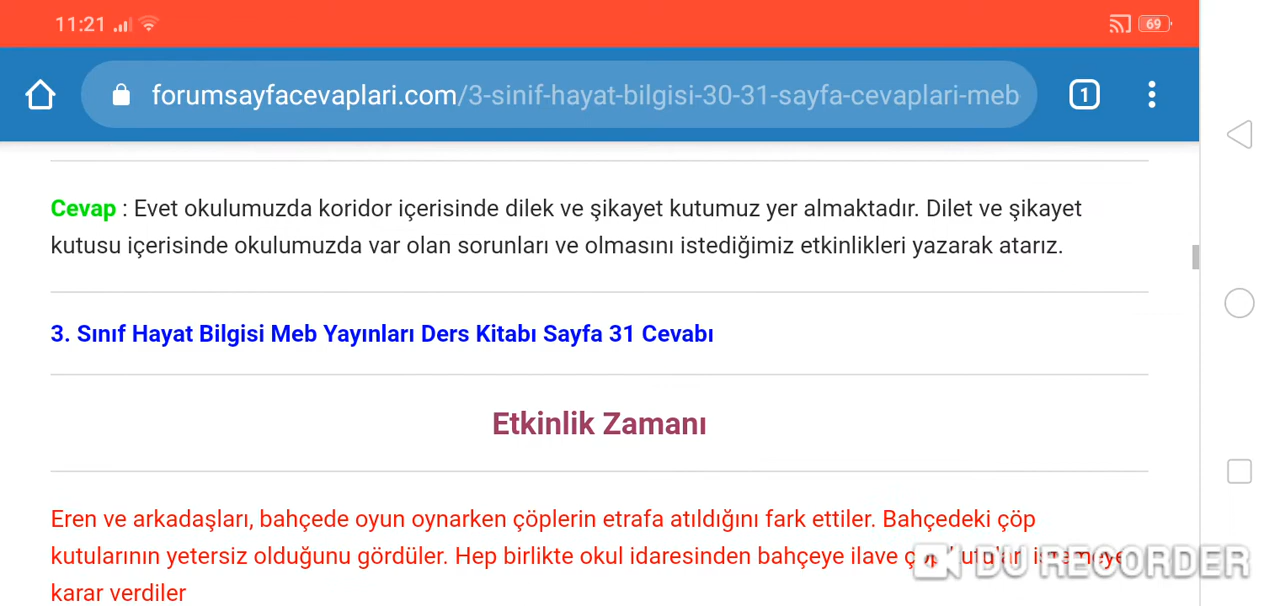 11:21
69
forumsayfacevaplari.com/3-sinif-hayat-bilgisi-30-31-sayfa-cevaplari-meb
1
Cevap : Evet okulumuzda koridor içerisinde dilek ve şikayet kutumuz yer almaktadır. Dilet ve şikayet
kutusu içerisinde okulumuzda var olan sorunları ve olmasını istediğimiz etkinlikleri yazarak atarız.
3. Sınıf Hayat Bilgisi Meb Yayınları Ders Kitabı Sayfa 31 Cevabı
Etkinlik Zamanı
Eren ve arkadaşları, bahçede oyun oynarken çöplerin etrafa atıldığını fark ettiler. Bahçedeki çöp
kutularının yetersiz olduğunu gördüler. Hep birlikte okul idaresinden bahçeye ilave çöp kutuları istemeye
DU RECORDER
karar verdiler